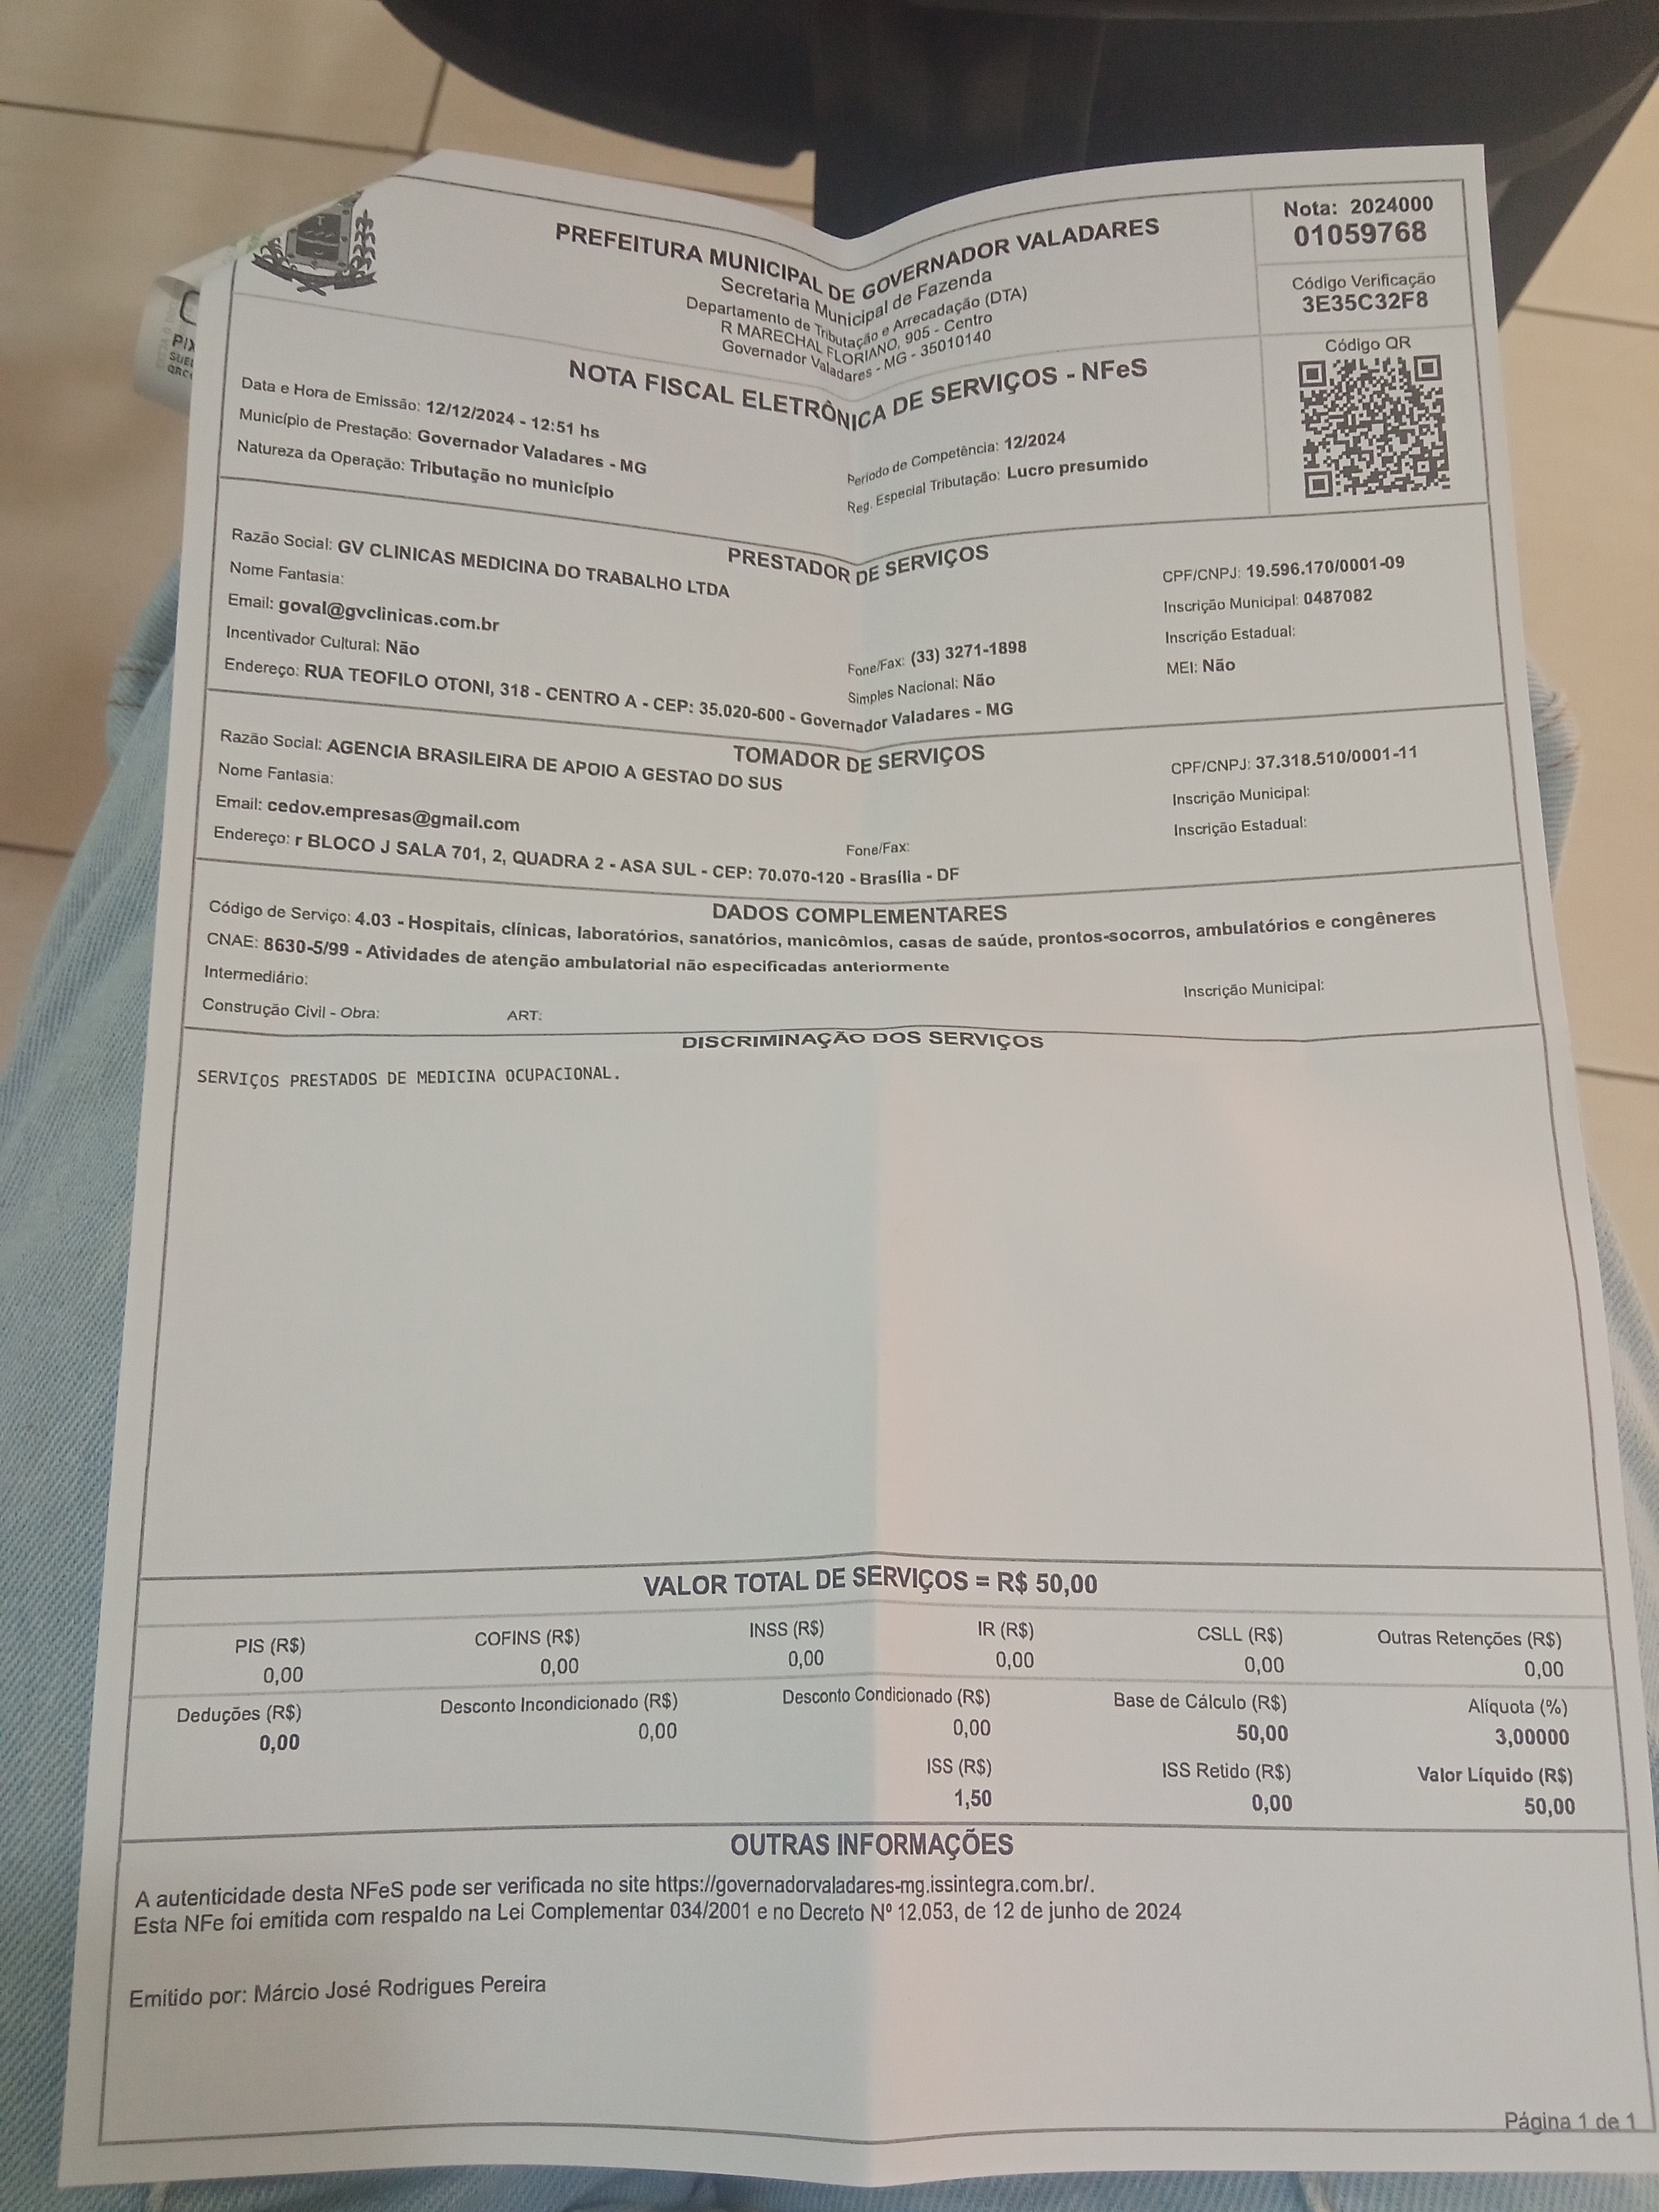 PREFEITURA MUNICIPAL DE GOVERNADOR VALADARES
Secretaria Municipal de Fazenda
Departamento de Tributação e Arrecadação (DTA)
R MARECHAL FLORIANO, 905 - Centro
Governador Valadares - MG - 35010140
Nota: 2024000
01059768
Código Verificação
3E35C32F8
Código QR
NOTA FISCAL ELETRÔNICA DE SERVIÇOS - NFeS
Data e Hora de Emissão: 12/12/2024 - 12:51 hs
Município de Prestação: Governador Valadares - MG
Período de Competência: 12/2024
Natureza da Operação: Tributação no município
Reg. Especial Tributação: Lucro presumido
PRESTADOR DE SERVIÇOS
Razão Social: GV CLINICAS MEDICINA DO TRABALHO LTDA
CPF/CNPJ: 19.596.170/0001-09
Nome Fantasia:
Inscrição Municipal: 0487082
Email: goval@gvclinicas.com.br
Fone/Fax: (33) 3271-1898
Inscrição Estadual:
Incentivador Cultural: Não
Simples Nacional: Não
MEI: Não
Endereço: RUA TEOFILO OTONI, 318 - CENTRO A - CEP: 35.020-600 - Governador Valadares - MG
TOMADOR DE SERVIÇOS
Razão Social: AGENCIA BRASILEIRA DE APOIO A GESTAO DO SUS
CPF/CNPJ: 37.318.510/0001-11
Nome Fantasia:
Inscrição Municipal:
Email: cedov.empresas@gmail.com
Fone/Fax:
Inscrição Estadual:
Endereço: r BLOCO J SALA 701, 2, QUADRA 2 - ASA SUL - CEP: 70.070-120 - Brasília - DF
DADOS COMPLEMENTARES
Código de Serviço: 4.03 - Hospitais, clínicas, laboratórios, sanatórios, manicômios, casas de saúde, prontos-socorros, ambulatórios e congêneres
CNAE: 8630-5/99 - Atividades de atenção ambulatorial não especificadas anteriormente
Intermediário:
Inscrição Municipal:
Construção Civil - Obra: ART:
DISCRIMINAÇÃO DOS SERVIÇOS
SERVIÇOS PRESTADOS DE MEDICINA OCUPACIONAL.
VALOR TOTAL DE SERVIÇOS = R$ 50,00
PIS (R$) COFINS (R$) INSS (R$) IR (R$) CSLL (R$) Outras Retenções (R$)
0,00 0,00 0,00 0,00 0,00 0,00
Deduções (R$) Desconto Incondicionado (R$) Desconto Condicionado (R$) Base de Cálculo (R$) Alíquota (%)
0,00 0,00 0,00 50,00 3,00000
ISS (R$) ISS Retido (R$) Valor Líquido (R$)
1,50 0,00 50,00
OUTRAS INFORMAÇÕES
A autenticidade desta NFeS pode ser verificada no site https://governadorvaladares-mg.issintegra.com.br/.
Esta NFe foi emitida com respaldo na Lei Complementar 034/2001 e no Decreto Nº 12.053, de 12 de junho de 2024
Emitido por: Márcio José Rodrigues Pereira
Página 1 de 1